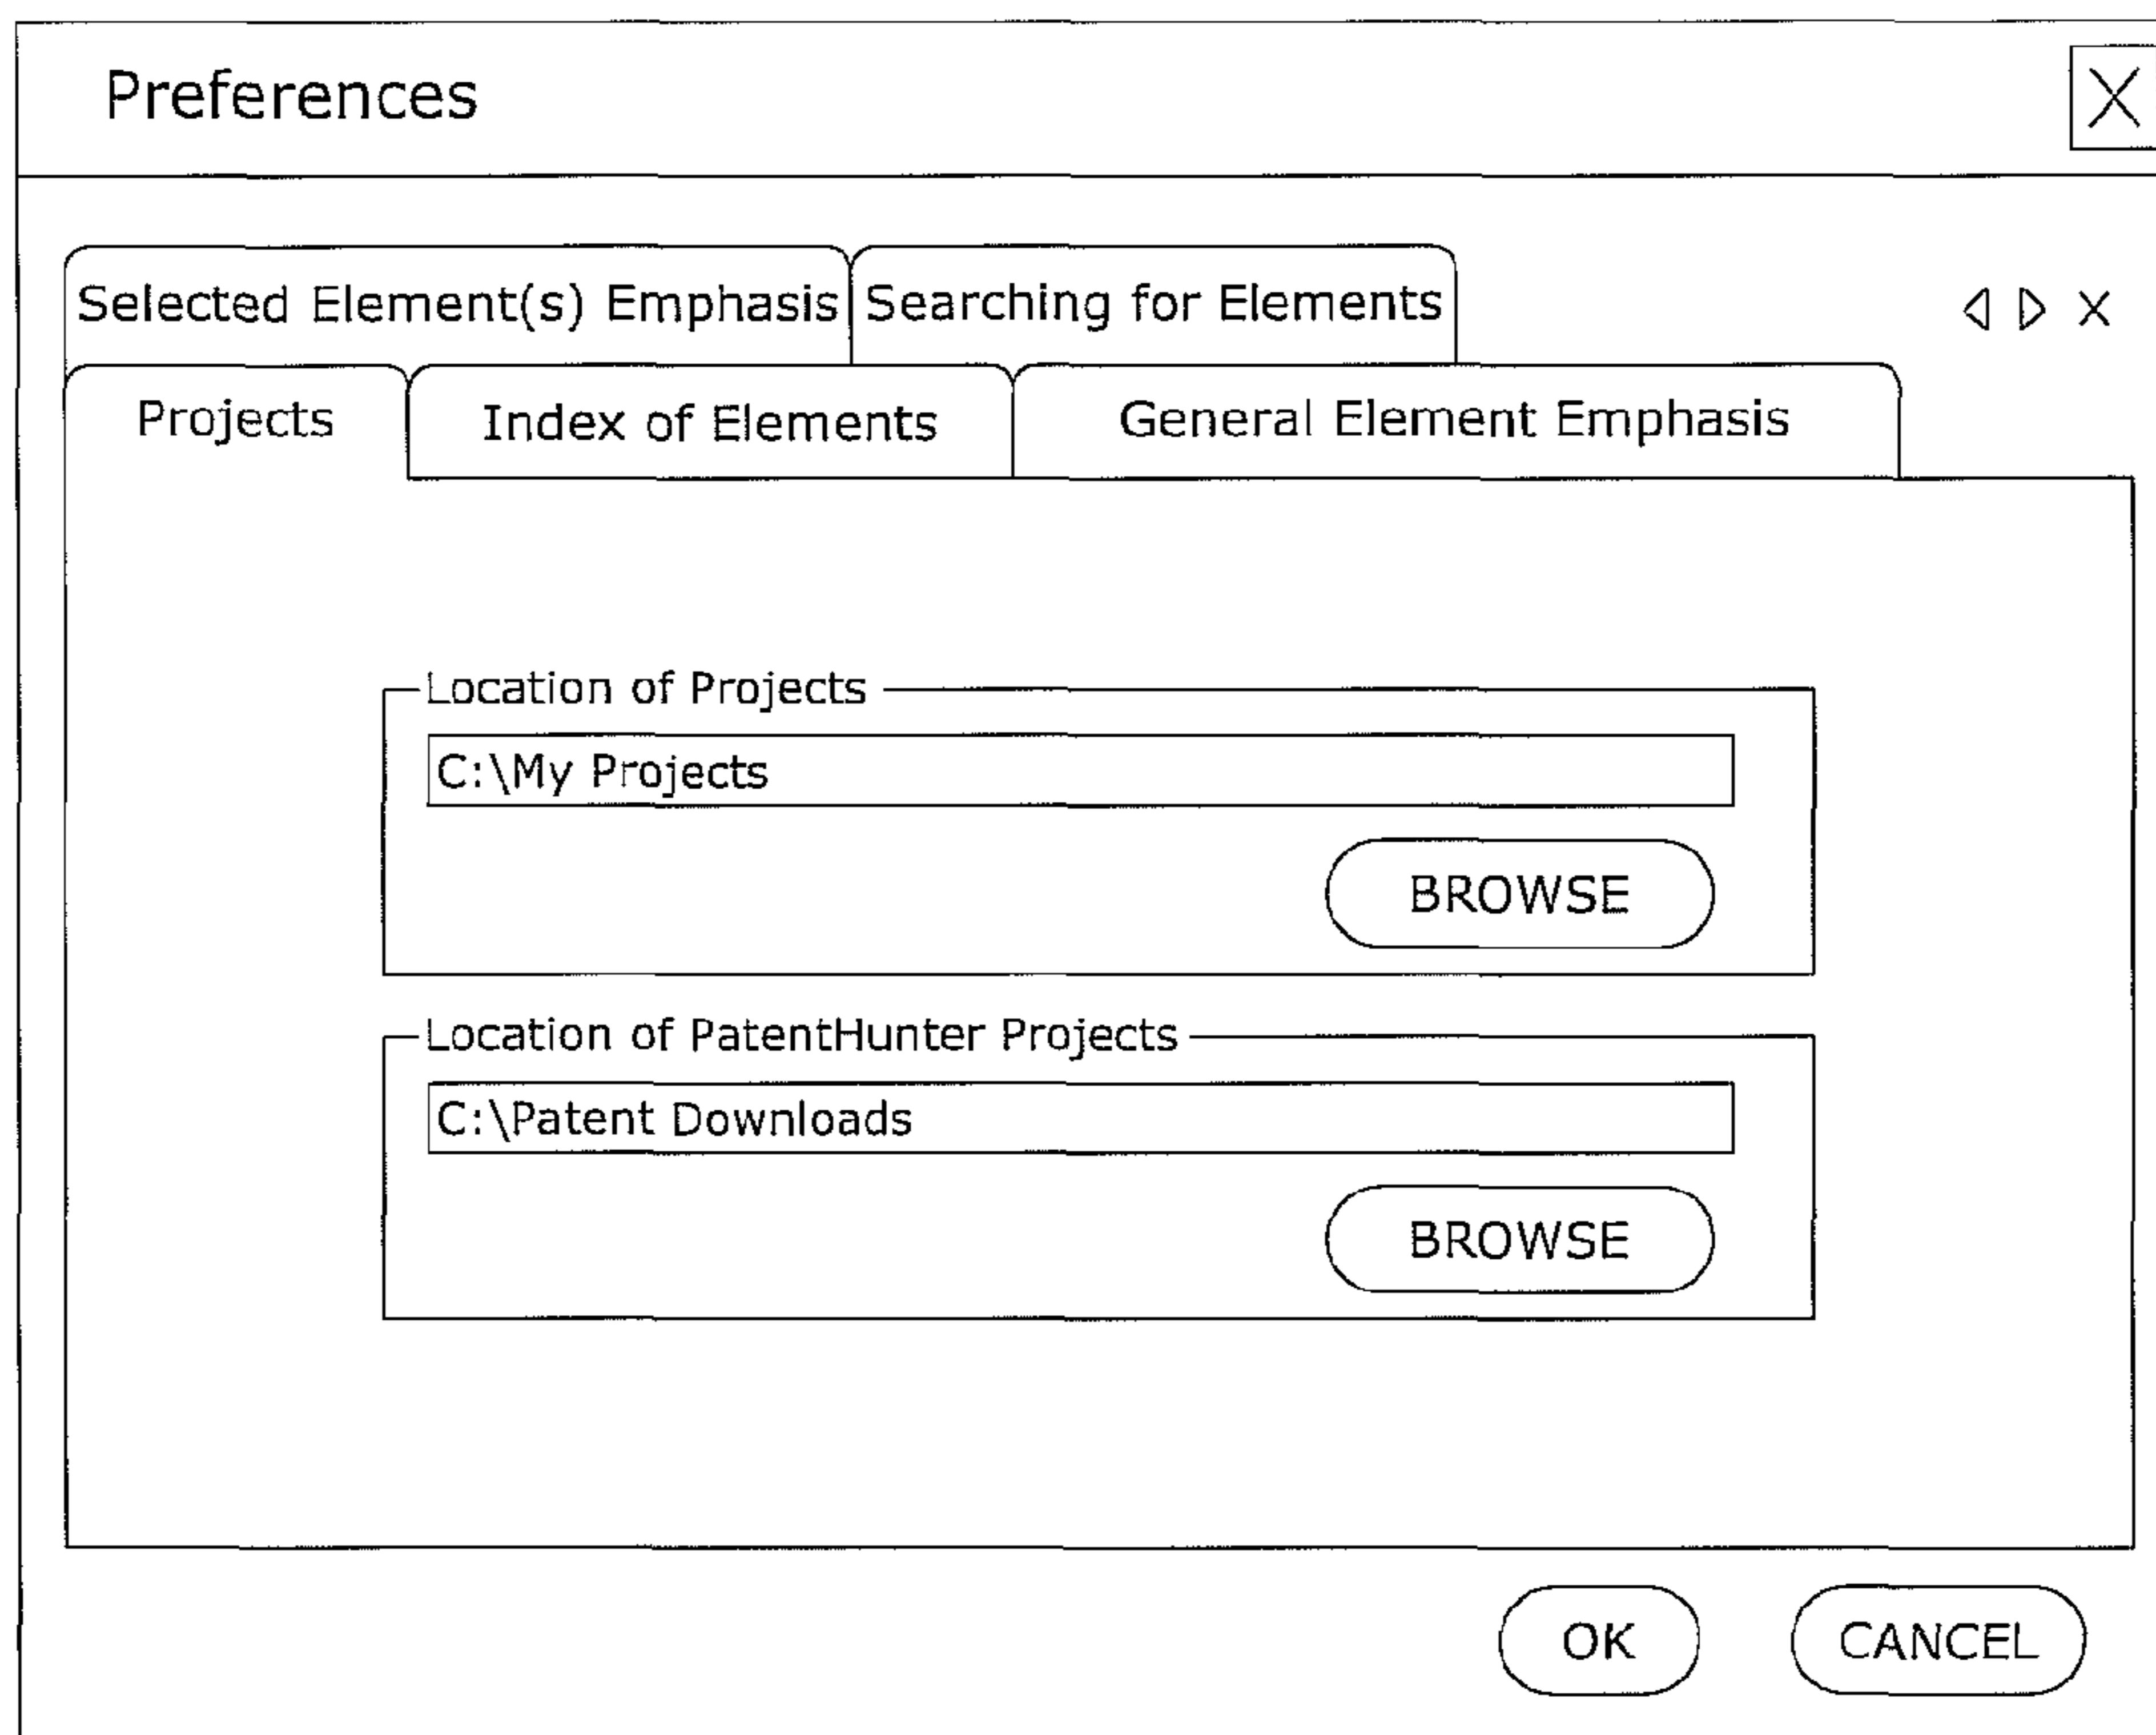 Preferences X
Selected Element(s) Emphasis Searching for Elements X
Projects Index of Elements General Element Emphasis
Location of Projects
C:\My Projects
BROWSE
Location of PatentHunter Projects
C:\Patent Downloads
BROWSE
OK CANCEL